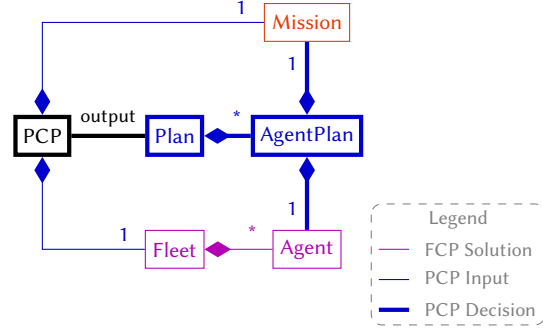 1
Mission
1
output
*
PCP
Plan
AgentPlan
1
1
*
Fleet
Agent
Legend
FCP Solution
PCP Input
PCP Decision